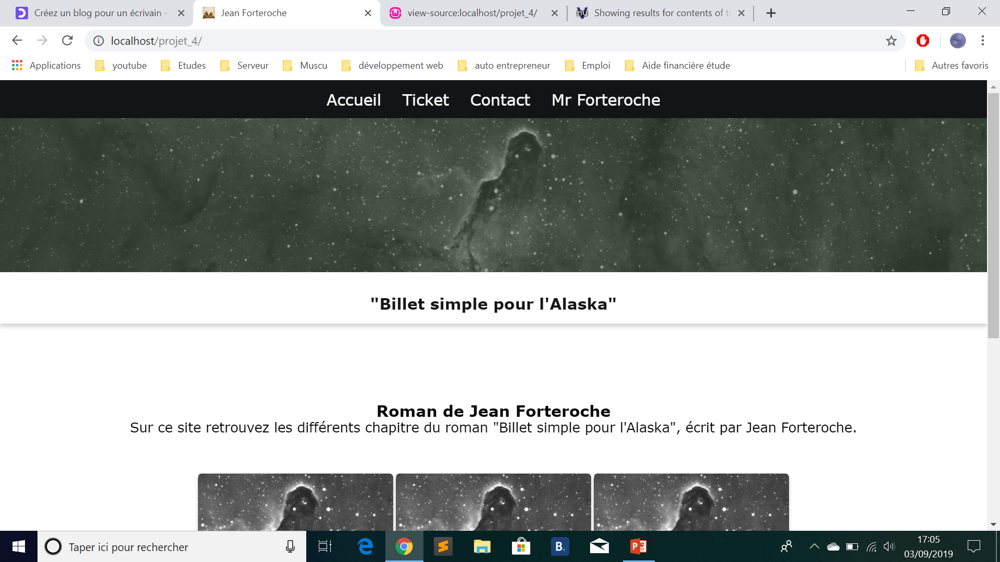 Créez un blog pour un écrivain -
Jean Forteroche
view-source:localhost/projet_4/
Showing results for contents of te
localhost/projet_4/
Applications youtube Etudes Serveur Muscu développement web auto entrepreneur Emploi Aide financière étude Autres favoris
Accueil Ticket Contact Mr Forteroche
"Billet simple pour l'Alaska"
Roman de Jean Forteroche
Sur ce site retrouvez les différents chapitre du roman "Billet simple pour l'Alaska", écrit par Jean Forteroche.
Taper ici pour rechercher
B.
17:05
03/09/2019